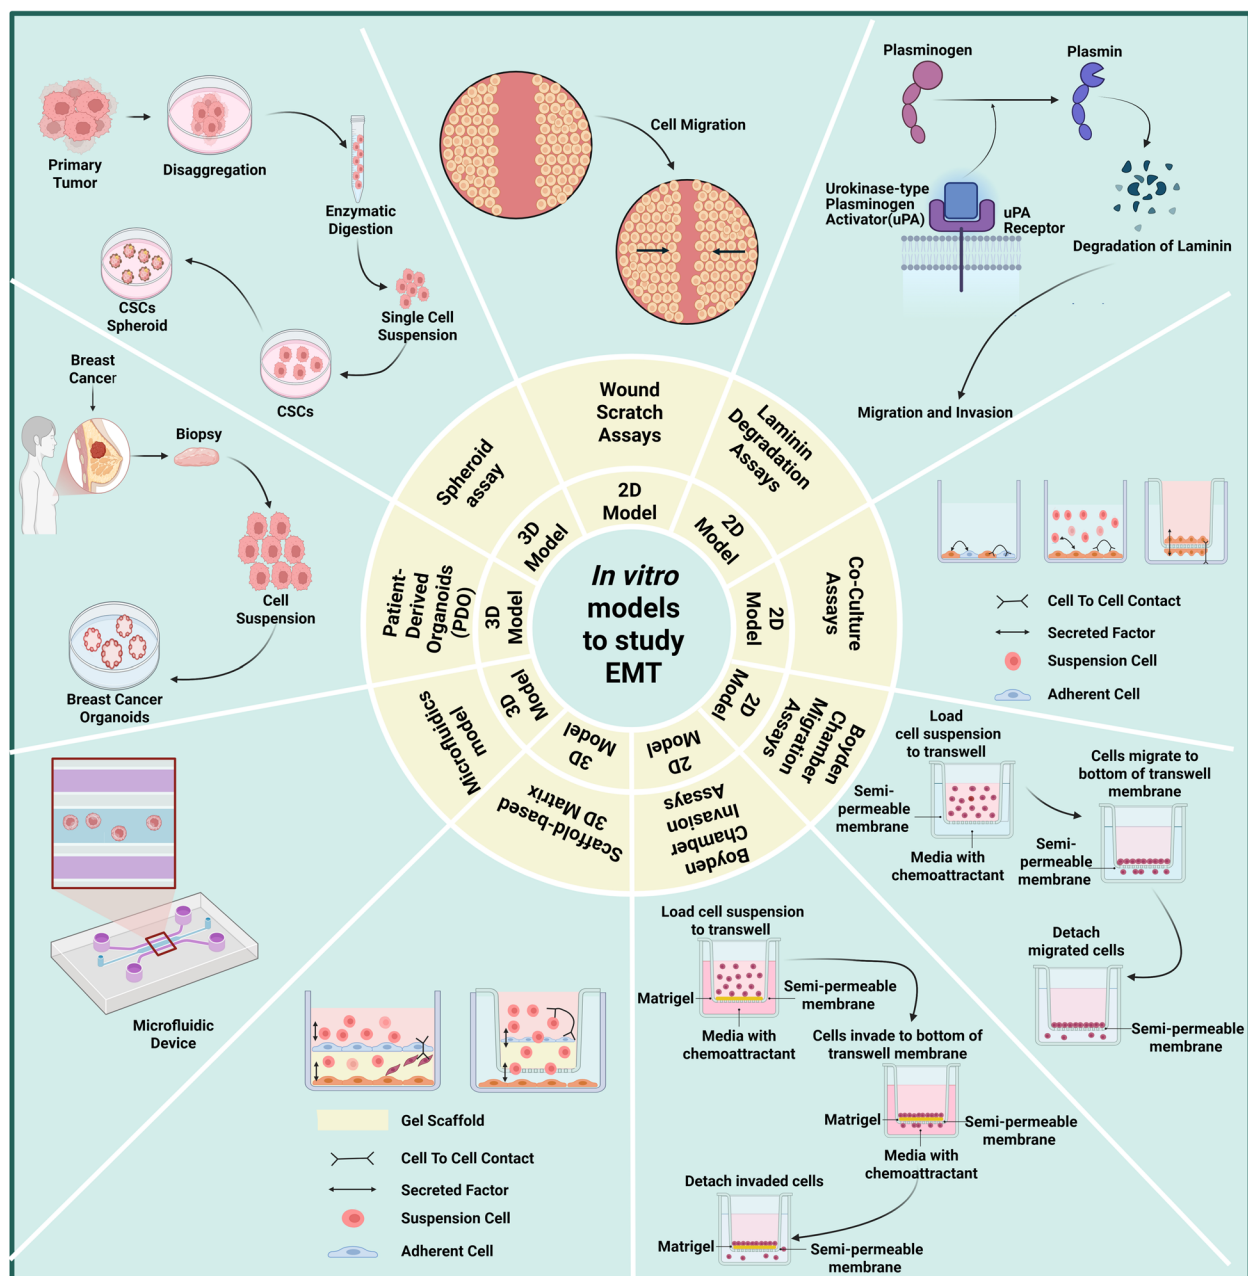 Primary
Tumor
Disaggregation
Enzymatic
Digestion
Single Cell
Suspension
CSCs
CSCs
Spheroid
Cell Migration
Plasminogen
Plasmin
Urokinase-type
Plasminogen
Activator(uPA)
uPA
Receptor
Degradation of Laminin
Migration and Invasion
Breast
Cancer
Biopsy
Cell
Suspension
Breast Cancer
Organoids
In vitro
models
to study
EMT
Wound
Scratch
Assays
2D
Model
Laminin
Degradation
Assays
2D
Model
Co-Culture
Assays
2D
Model
Boyden
Chamber
Migration
Assays
2D
Model
Boyden
Chamber
Invasion
Assays
2D
Model
Scaffold-based
3D Matrix
3D
Model
Microfluidics
model
3D
Model
Patient-
Derived
Organoids
(PDO)
3D
Model
Spheroid
assay
3D
Model
Cell To Cell Contact
Secreted Factor
Suspension Cell
Adherent Cell
Load
cell suspension
to transwell
Semi-
permeable
membrane
Media with
chemoattractant
Cells migrate to
bottom of transwell
membrane
Semi-
permeable
membrane
Detach
migrated cells
Semi-permeable
membrane
Load cell suspension
to transwell
Matrigel
Semi-permeable
membrane
Media with
chemoattractant
Cells invade to bottom of
transwell membrane
Matrigel
Semi-permeable
membrane
Media with
chemoattractant
Detach invaded cells
Matrigel
Semi-permeable
membrane
Gel Scaffold
Cell To Cell Contact
Secreted Factor
Suspension Cell
Adherent Cell
Microfluidic
Device